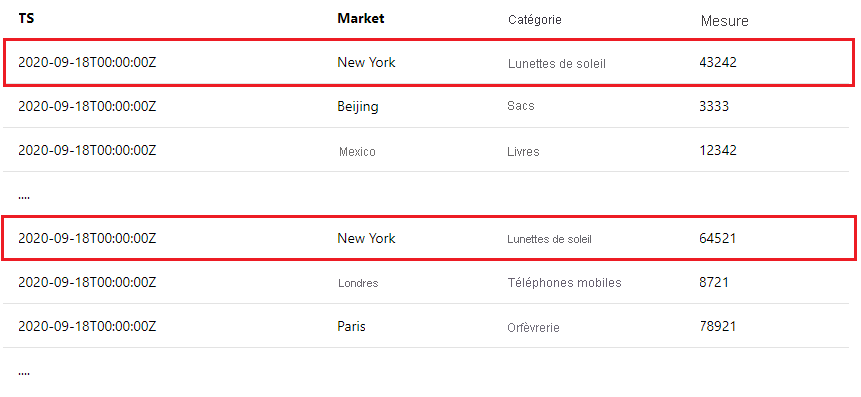 TS Market Catégorie Mesure
2020-09-18T00:00:00Z New York Lunettes de soleil 43242
2020-09-18T00:00:00Z Beijing Sacs 3333
2020-09-18T00:00:00Z Mexico Livres 12342
....
2020-09-18T00:00:00Z New York Lunettes de soleil 64521
2020-09-18T00:00:00Z Londres Téléphones mobiles 8721
2020-09-18T00:00:00Z Paris Orfèvrerie 78921
....